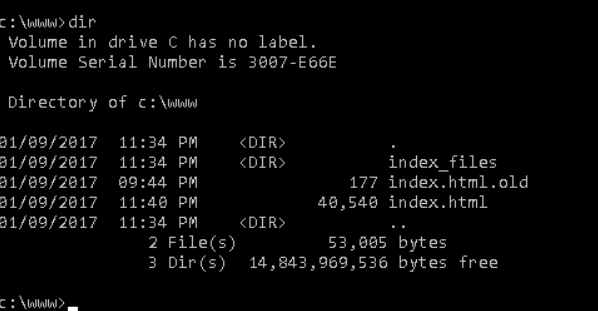 c:\www>dir
Volume in drive C has no label.
Volume Serial Number is 3007-E66E
Directory of c:\www
01/09/2017 11:34 PM <DIR> .
01/09/2017 11:34 PM <DIR> index_files
01/09/2017 09:44 PM 177 index.html.old
01/09/2017 11:40 PM 40,540 index.html
01/09/2017 11:34 PM <DIR> ..
2 File(s) 53,005 bytes
3 Dir(s) 14,843,969,536 bytes free
c:\www>